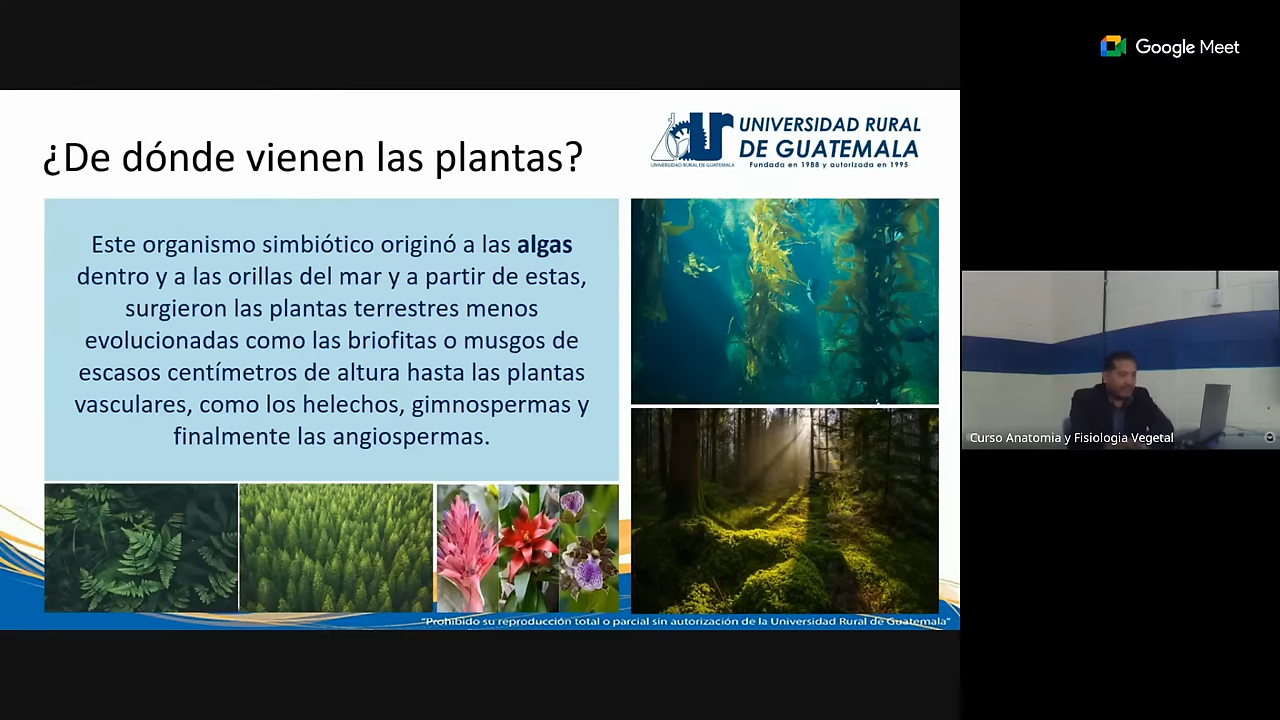 Google Meet
¿De dónde vienen las plantas?
UNIVERSIDAD RURAL
DE GUATEMALA
Fundada en 1988 y autorizada en 1995
UNIVERSIDAD RURAL DE GUATEMALA
Este organismo simbiótico originó a las algas
dentro y a las orillas del mar y a partir de estas,
surgieron las plantas terrestres menos
evolucionadas como las briofitas o musgos de
escasos centímetros de altura hasta las plantas
vasculares, como los helechos, gimnospermas y
finalmente las angiospermas.
Curso Anatomia y Fisiologia Vegetal
"Prohibido su reproducción total o parcial sin autorización de la Universidad Rural de Guatemala"